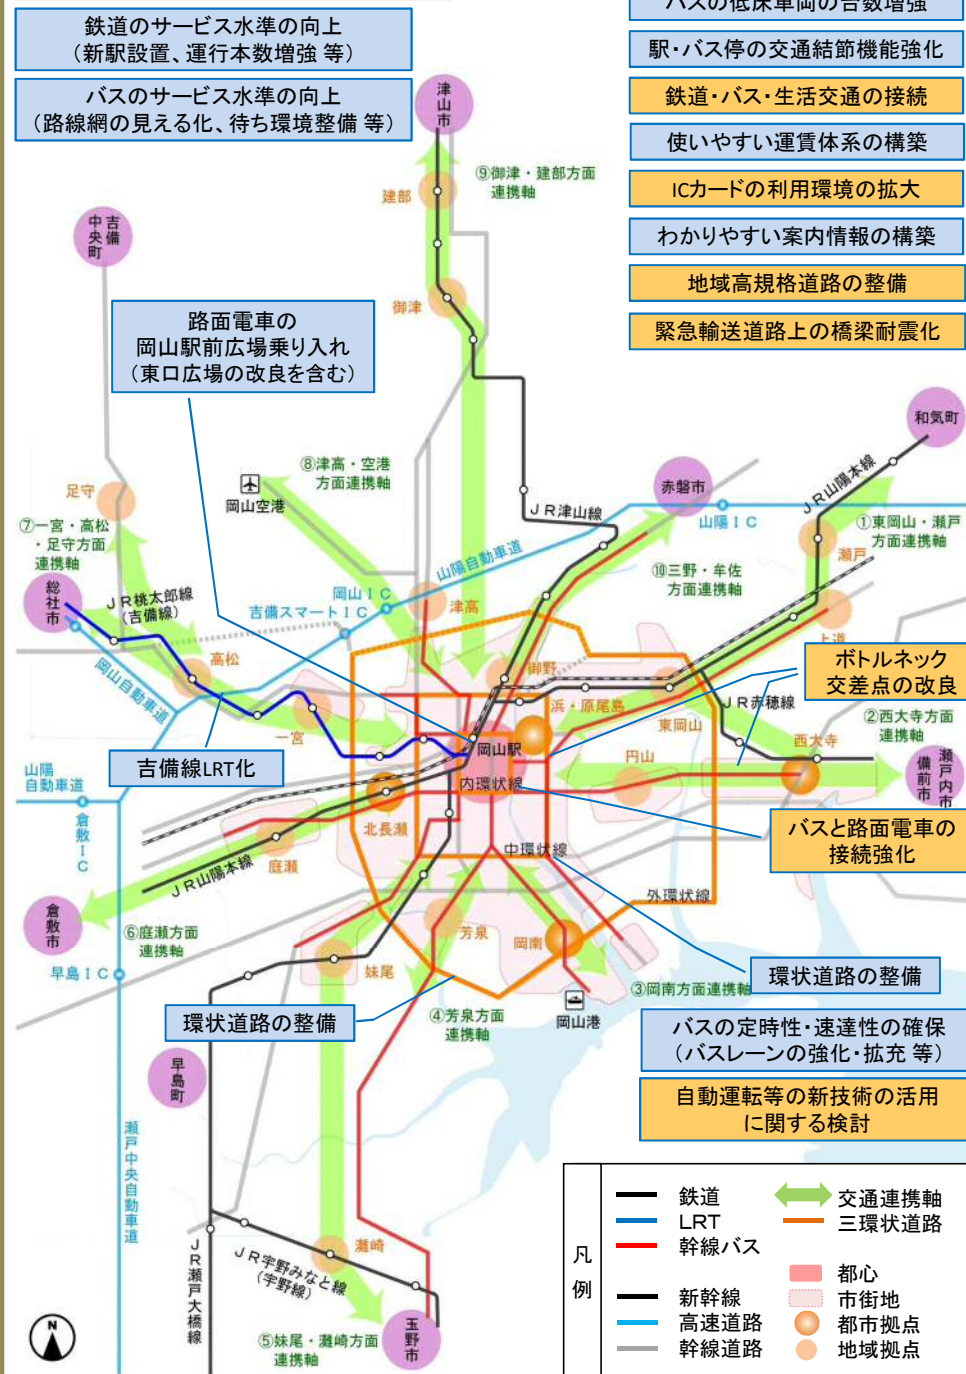 鉄道のサービス水準の向上
（新駅設置、運行本数増強 等）
バスのサービス水準の向上
（路線網の見える化、待ち環境整備 等）
バスの低床車両の台数増強
駅・バス停の交通結節機能強化
鉄道・バス・生活交通の接続
使いやすい運賃体系の構築
ICカードの利用環境の拡大
わかりやすい案内情報の構築
地域高規格道路の整備
緊急輸送道路上の橋梁耐震化
津山市
⑨御津・建部方面
連携軸
建部
吉備
中央町
御津
路面電車の
岡山駅前広場乗り入れ
（東口広場の改良を含む）
和気町
⑧津高・空港
方面連携軸
岡山空港
赤磐市
ＪＲ山陽本線
足守
ＪＲ津山線
山陽ＩＣ
①東岡山・瀬戸
方面連携軸
⑦一宮・高松
・足守方面
連携軸
山陽自動車道
瀬戸
⑩三野・牟佐
方面連携軸
総社市
ＪＲ桃太郎線
（吉備線）
岡山ＩＣ
吉備スマートＩＣ
津高
上道
高松
岡山自動車道
御野
ボトルネック
交差点の改良
浜・原尾島
ＪＲ赤穂線
東岡山
②西大寺方面
連携軸
一宮
岡山駅
円山
西大寺
瀬戸内市
備前市
吉備線LRT化
山陽
自動車道
倉敷ＩＣ
内環状線
北長瀬
バスと路面電車の
接続強化
中環状線
庭瀬
ＪＲ山陽本線
外環状線
倉敷市
⑥庭瀬方面
連携軸
芳泉
岡南
早島ＩＣ
妹尾
環状道路の整備
③岡南方面連携軸
環状道路の整備
④芳泉方面
連携軸
岡山港
バスの定時性・速達性の確保
（バスレーンの強化・拡充 等）
早島町
自動運転等の新技術の活用
に関する検討
瀬戸中央自動車道
ＪＲ瀬戸大橋線
ＪＲ宇野みなと線
（宇野線）
灘崎
玉野市
⑤妹尾・灘崎方面
連携軸
N
凡例
鉄道
LRT
幹線バス
新幹線
高速道路
幹線道路
交通連携軸
三環状道路
都心
市街地
都市拠点
地域拠点